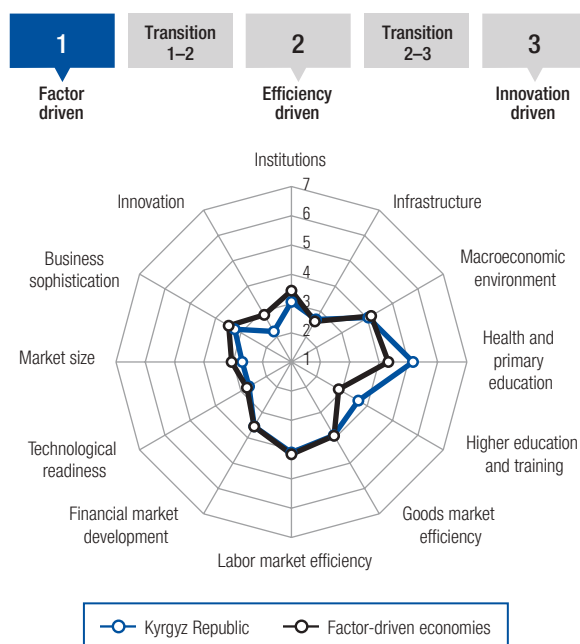 1
Transition
1–2
2
Transition
2–3
3
Factor
driven
Efficiency
driven
Innovation
driven
Institutions
Innovation
Infrastructure
Business
sophistication
Macroeconomic
environment
Market size
Health and
primary
education
Technological
readiness
Higher education
and training
Financial market
development
Goods market
efficiency
Labor market efficiency
7
6
5
4
3
2
1
Kyrgyz Republic
Factor-driven economies